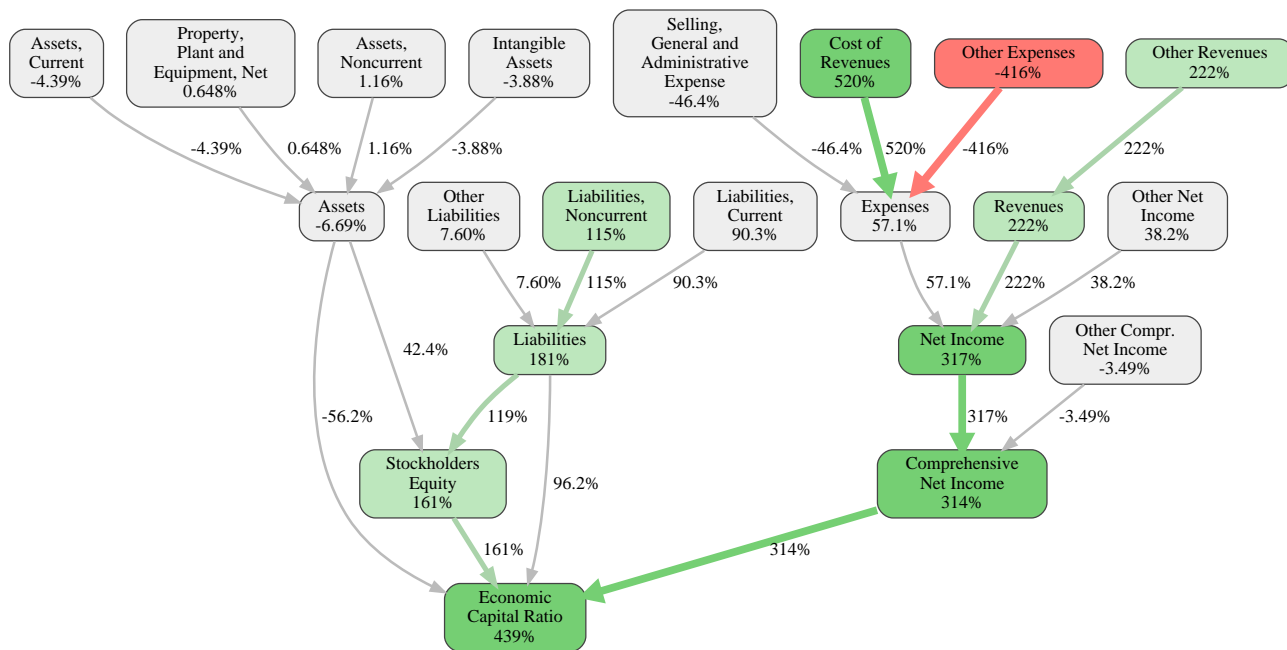 Assets,
Current
-4.39%
Property,
Plant and
Equipment, Net
0.648%
Assets,
Noncurrent
1.16%
Intangible
Assets
-3.88%
Selling,
General and
Administrative
Expense
-46.4%
Cost of
Revenues
520%
Other Expenses
-416%
Other Revenues
222%
-4.39%
0.648%
1.16%
-3.88%
-46.4%
520%
-416%
222%
Assets
-6.69%
Other
Liabilities
7.60%
Liabilities,
Noncurrent
115%
Liabilities,
Current
90.3%
Expenses
57.1%
Revenues
222%
Other Net
Income
38.2%
7.60%
115%
90.3%
57.1%
222%
38.2%
Liabilities
181%
Net Income
317%
Other Compr.
Net Income
-3.49%
42.4%
-56.2%
119%
96.2%
317%
-3.49%
Stockholders
Equity
161%
Comprehensive
Net Income
314%
161%
314%
Economic
Capital Ratio
439%